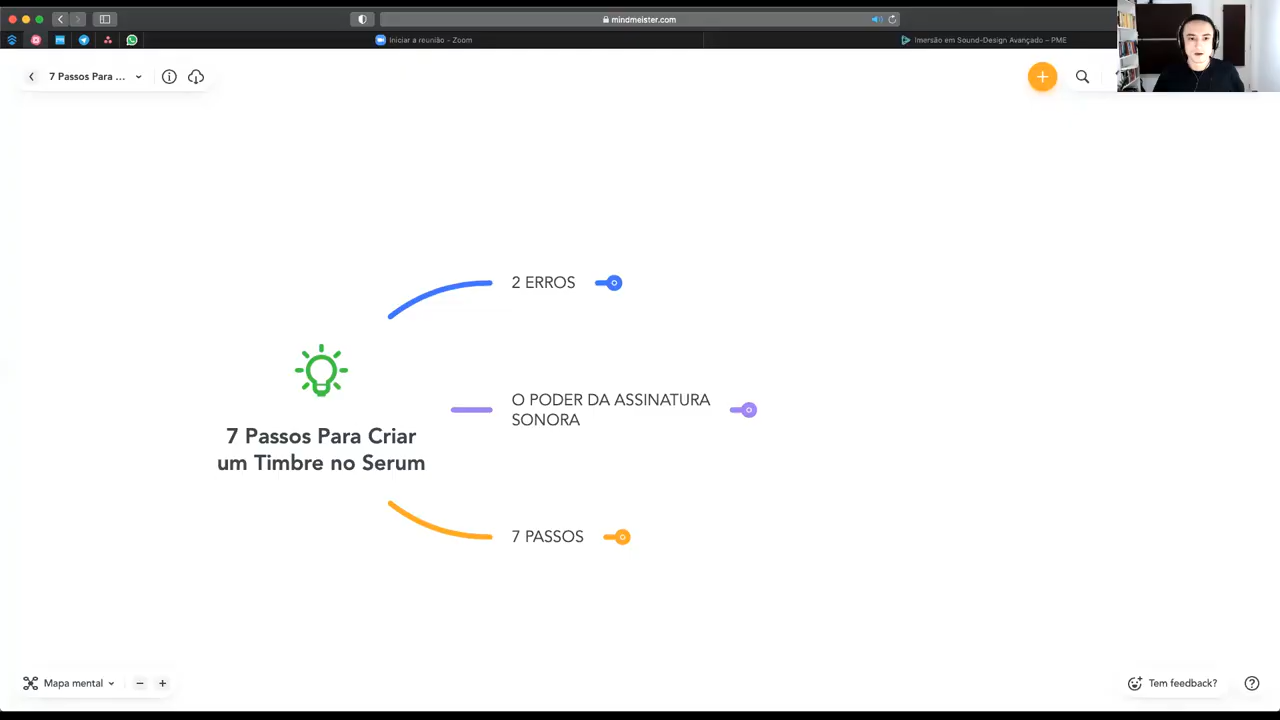 mindmeister.com
Iniciar a reunião - Zoom
Imersão em Sound-Design Avançado – PME
7 Passos Para ...
2 ERROS
O PODER DA ASSINATURA
SONORA
7 Passos Para Criar
um Timbre no Serum
7 PASSOS
Mapa mental
Tem feedback?